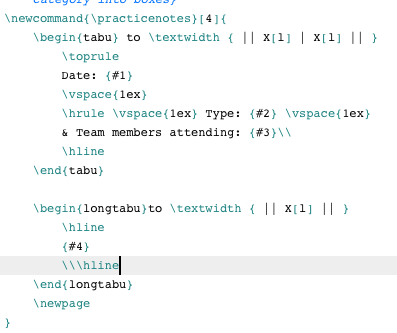 category into boxes}
\newcommand{\practicenotes}[4]{
\begin{tabu} to \textwidth { || X[l] | X[l] || }
\toprule
Date: {#1}
\vspace{1ex}
\hrule \vspace{1ex} Type: {#2} \vspace{1ex}
& Team members attending: {#3}\\
\hline
\end{tabu}
\begin{longtabu}to \textwidth { || X[l] || }
\hline
{#4}
\\\hline
\end{longtabu}
\newpage
}